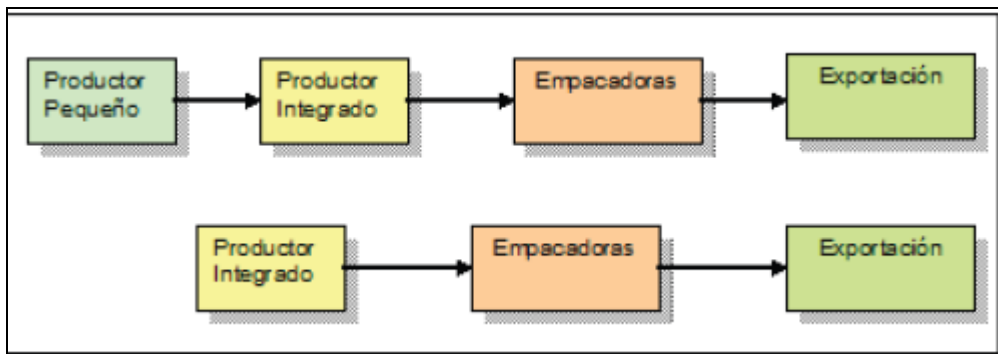 Productor
Pequeño
Productor
Integrado
Empacadoras
Exportación
Productor
Integrado
Empacadoras
Exportación